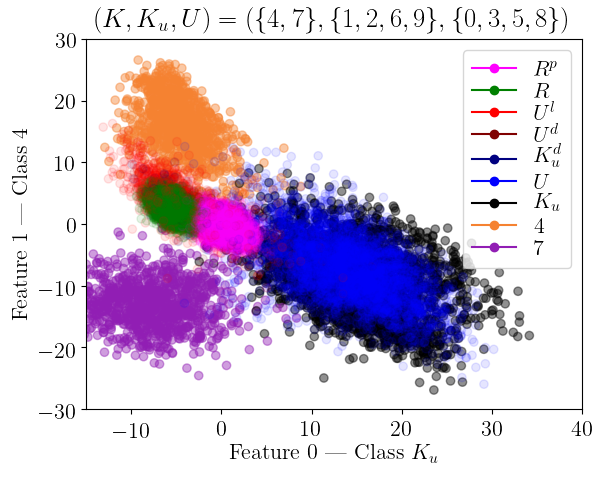 (K, K_u, U) = ({4, 7}, {1, 2, 6, 9}, {0, 3, 5, 8})
30
20
10
0
−10
−20
−30
Feature 1 — Class 4
R^p
R
U^l
U^d
K_u^d
U
K_u
4
7
−10
0
10
20
30
40
Feature 0 — Class K_u